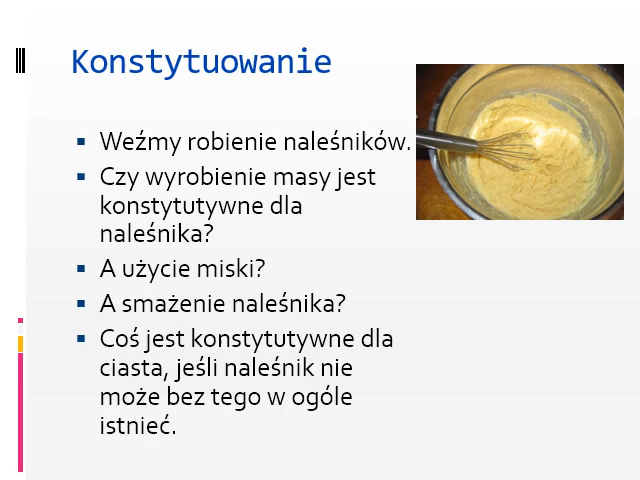 Konstytuowanie
Weźmy robienie naleśników.
Czy wyrobienie masy jest
konstytutywne dla
naleśnika?
A użycie miski?
A smażenie naleśnika?
Coś jest konstytutywne dla
ciasta, jeśli naleśnik nie
może bez tego w ogóle
istnieć.